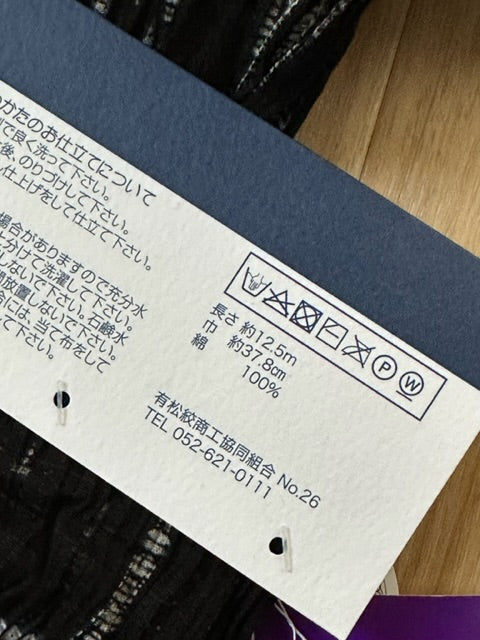 かたのお仕立てについて
で良く洗って下さい。
後、のりづけして下さい。
仕上げをして仕立て下さい。
場合がありますので充分水
分けて洗濯して下さい。
しないで下さい。石鹸水
放置しないで下さい。
には、当て布をして
て下さい。
P W
長さ 約12.5m
巾 約37.8㎝
綿 100%
有松絞商工協同組合 No.26
TEL 052-621-0111